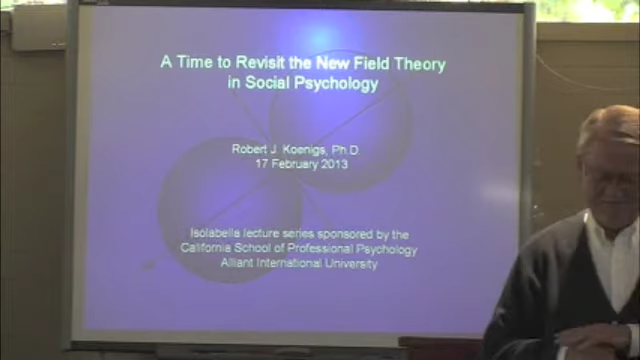 A Time to Revisit the New Field Theory
in Social Psychology
Robert J. Koenigs, Ph.D.
17 February 2013
Isolabella lecture series sponsored by the
California School of Professional Psychology
Alliant International University